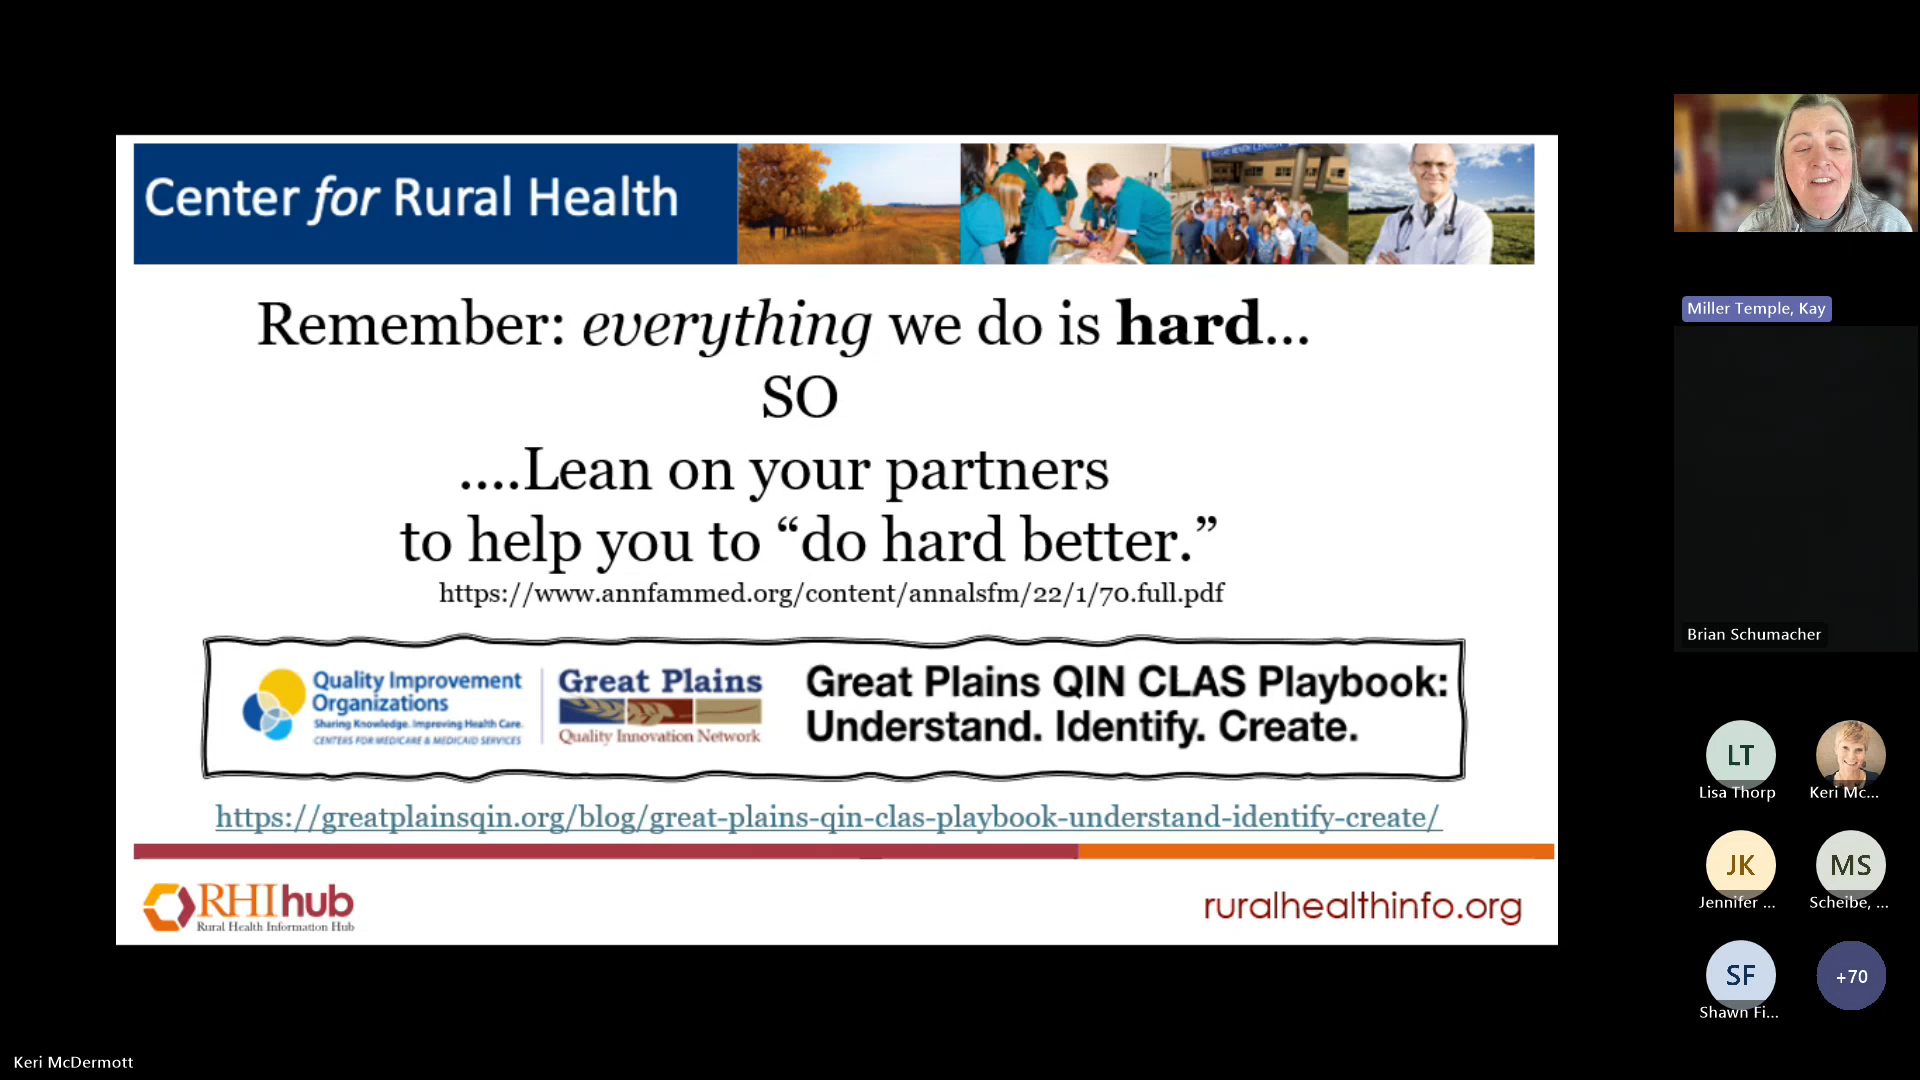 Center for Rural Health
Remember: everything we do is hard...
SO
....Lean on your partners
to help you to “do hard better.”
https://www.annfammed.org/content/annalsfm/22/1/70.full.pdf
Quality Improvement
Organizations
Sharing Knowledge. Improving Health Care.
CENTERS FOR MEDICARE & MEDICAID SERVICES
Great Plains
Quality Innovation Network
Great Plains QIN CLAS Playbook:
Understand. Identify. Create.
https://greatplainsqin.org/blog/great-plains-qin-clas-playbook-understand-identify-create/
RHIhub
Rural Health Information Hub
ruralhealthinfo.org
Miller Temple, Kay
Brian Schumacher
LT
Lisa Thorp
Keri Mc...
JK
MS
Jennifer ...
Scheibe, ...
SF
+70
Shawn Fi...
Keri McDermott